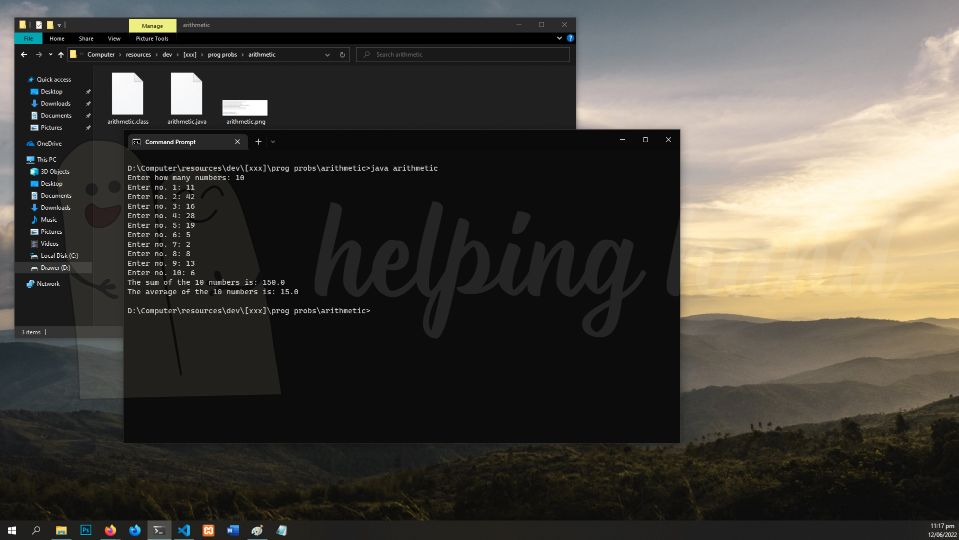 Manage
arithmetic
File
Home
Share
View
Picture Tools
Computer
resources
dev
[xxx]
prog probs
arithmetic
Search arithmetic
Quick access
Desktop
Downloads
Documents
Pictures
OneDrive
This PC
3D Objects
Desktop
Documents
Downloads
Music
Pictures
Videos
Local Disk (C:)
Drawer (D:)
Network
arithmetic.class
arithmetic.java
arithmetic.png
3 items
Command Prompt
D:\Computer\resources\dev\[xxx]\prog probs\arithmetic>java arithmetic
Enter how many numbers: 10
Enter no. 1: 11
Enter no. 2: 42
Enter no. 3: 16
Enter no. 4: 28
Enter no. 5: 19
Enter no. 6: 5
Enter no. 7: 2
Enter no. 8: 8
Enter no. 9: 13
Enter no. 10: 6
The sum of the 10 numbers is: 150.0
The average of the 10 numbers is: 15.0
D:\Computer\resources\dev\[xxx]\prog probs\arithmetic>
helping
Ps
11:17 pm
12/06/2022